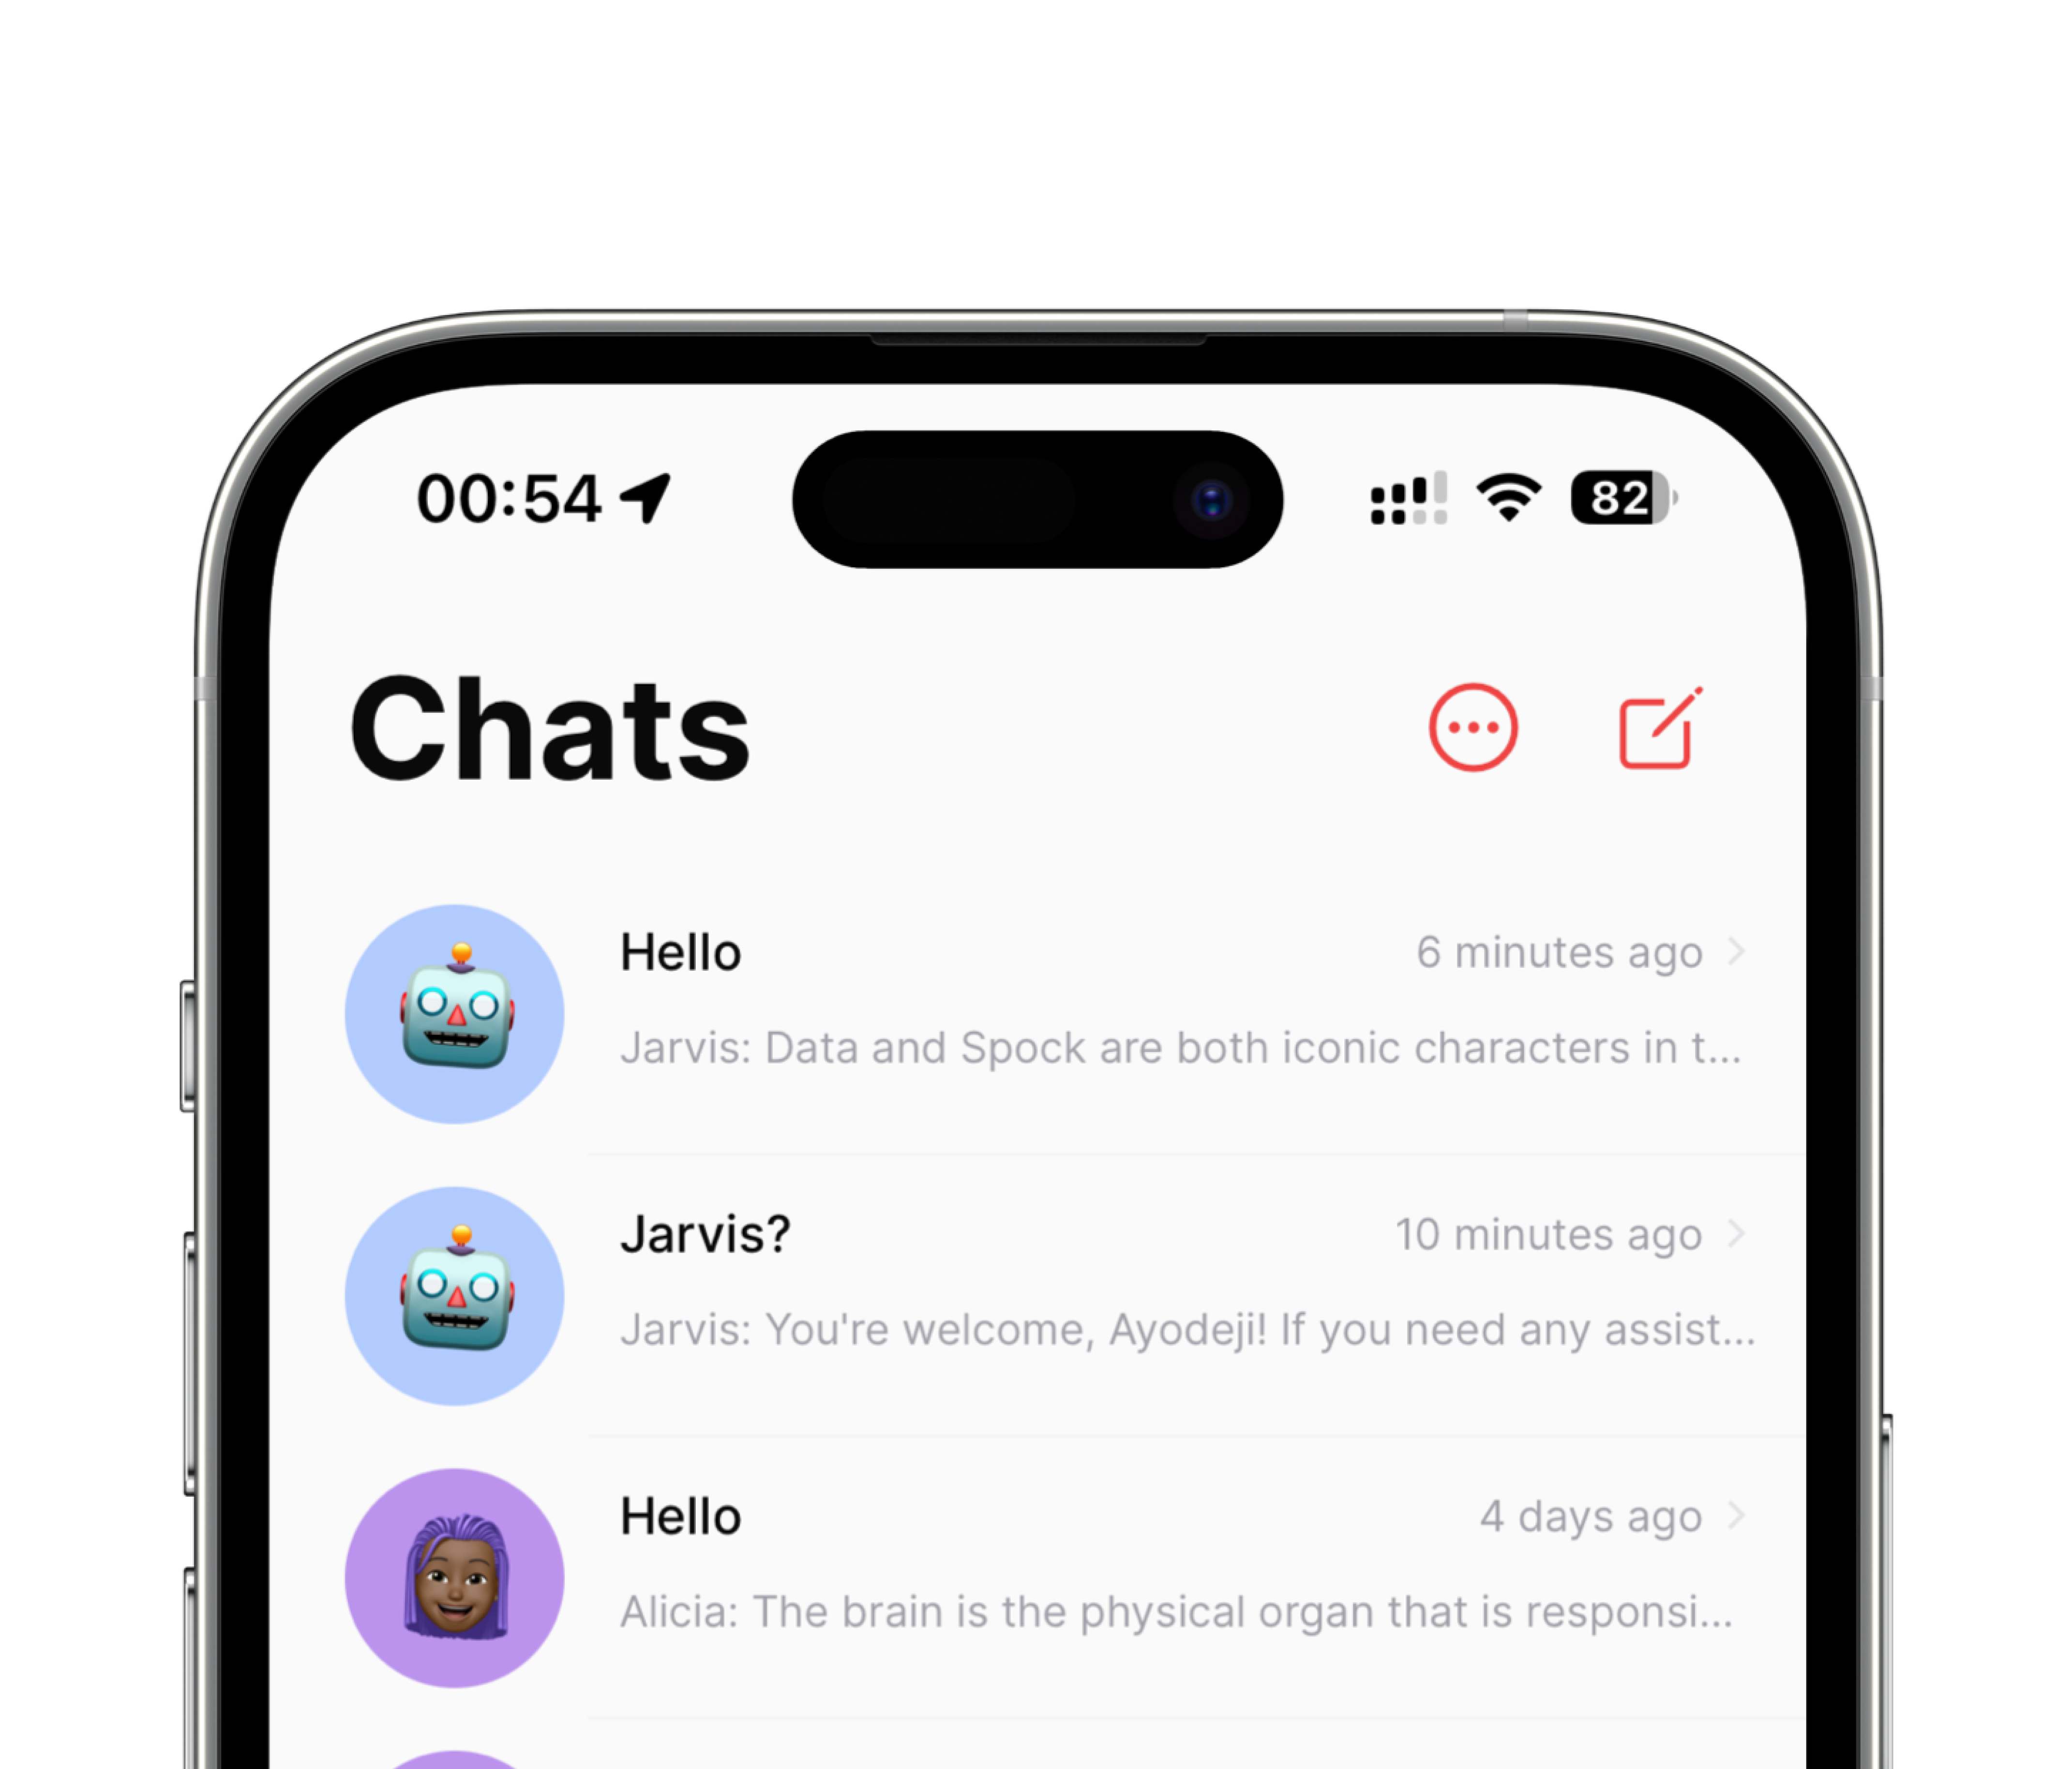 00:54
82
Chats
Hello
6 minutes ago
Jarvis: Data and Spock are both iconic characters in t...
Jarvis?
10 minutes ago
Jarvis: You're welcome, Ayodeji! If you need any assist...
Hello
4 days ago
Alicia: The brain is the physical organ that is responsi...